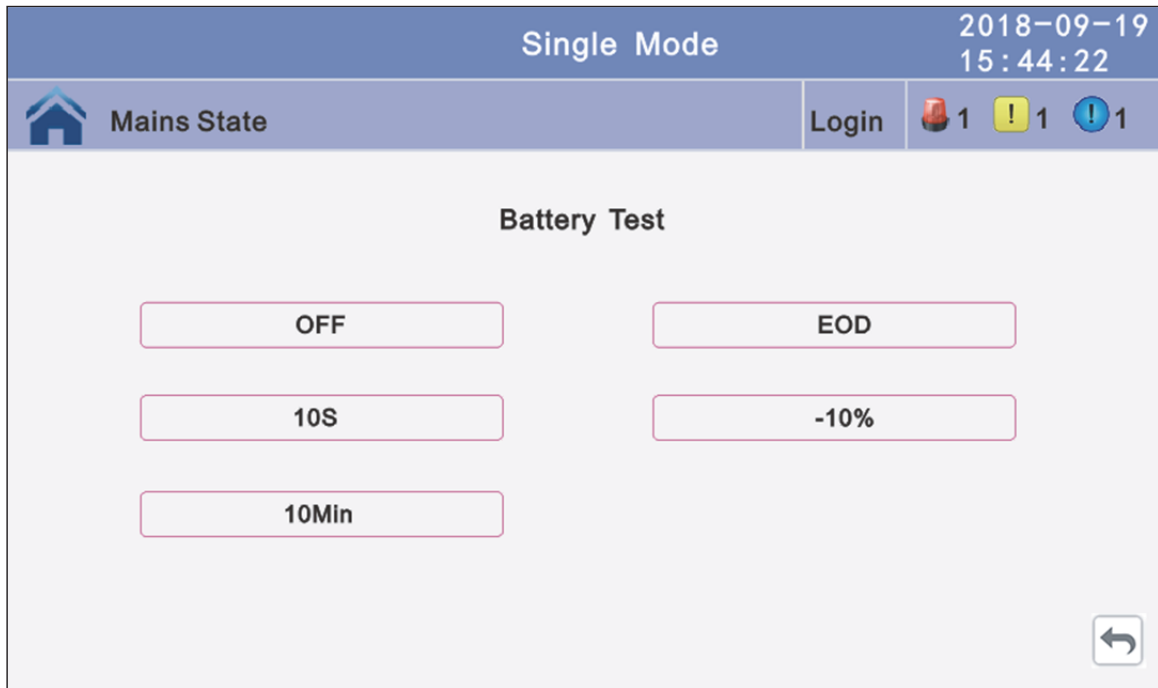 Single Mode
2018-09-19
15:44:22
Mains State
Login
1
! 1
! 1
Battery Test
OFF
EOD
10S
-10%
10Min